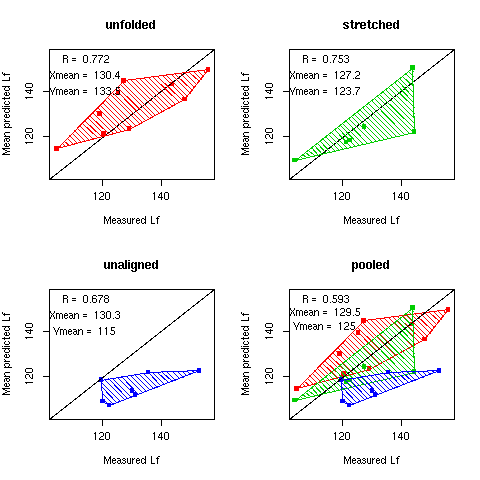 unfolded
R = 0.772
Xmean = 130.4
Ymean = 133.5
Mean predicted Lf
120 140
120 140
Measured Lf
stretched
R = 0.753
Xmean = 127.2
Ymean = 123.7
Mean predicted Lf
120 140
120 140
Measured Lf
unaligned
R = 0.678
Xmean = 130.3
Ymean = 115
Mean predicted Lf
120 140
120 140
Measured Lf
pooled
R = 0.593
Xmean = 129.5
Ymean = 125
Mean predicted Lf
120 140
120 140
Measured Lf